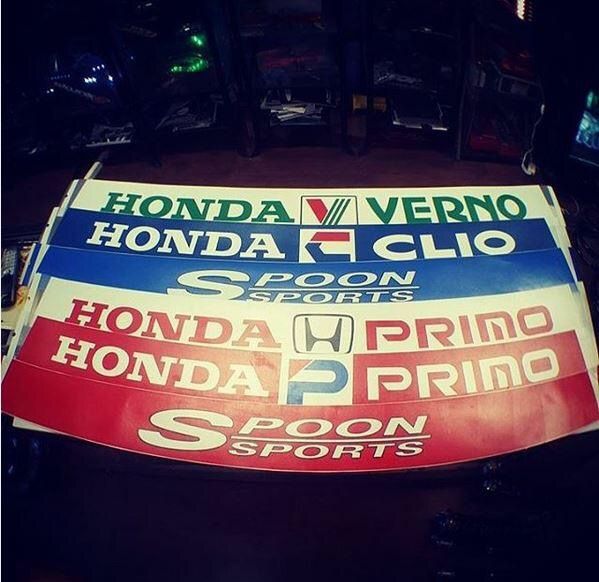 HONDA VERNO
HONDA CLIO
SPOON
SPORTS
HONDA PRIMO
HONDA P PRIMO
SPOON
SPORTS